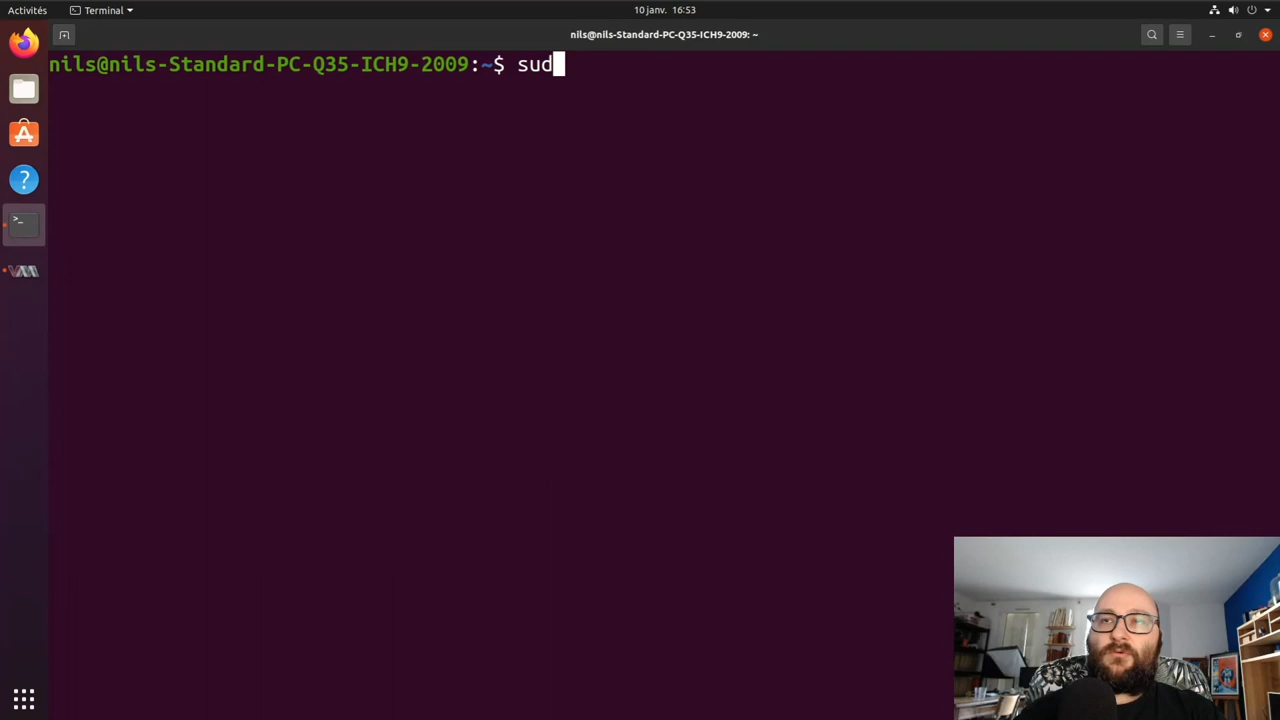 Activités
Terminal
10 janv. 16:53
nils@nils-Standard-PC-Q35-ICH9-2009: ~
nils@nils-Standard-PC-Q35-ICH9-2009:~$ sud